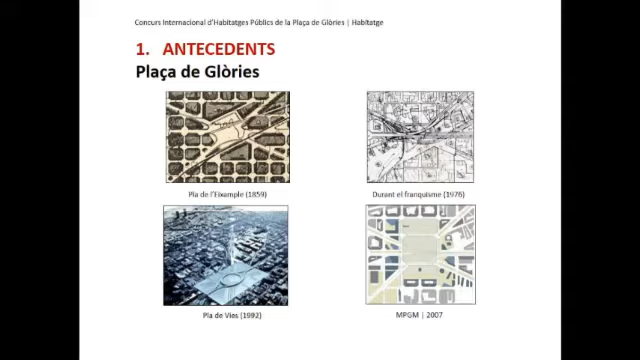 Concurs Internacional d'Habitatges Públics de la Plaça de Glòries | Habitatge
1. ANTECEDENTS
Plaça de Glòries
Pla de l'Eixample (1859)
Durant el franquisme (1976)
Pla de Vies (1992)
MPGM | 2007